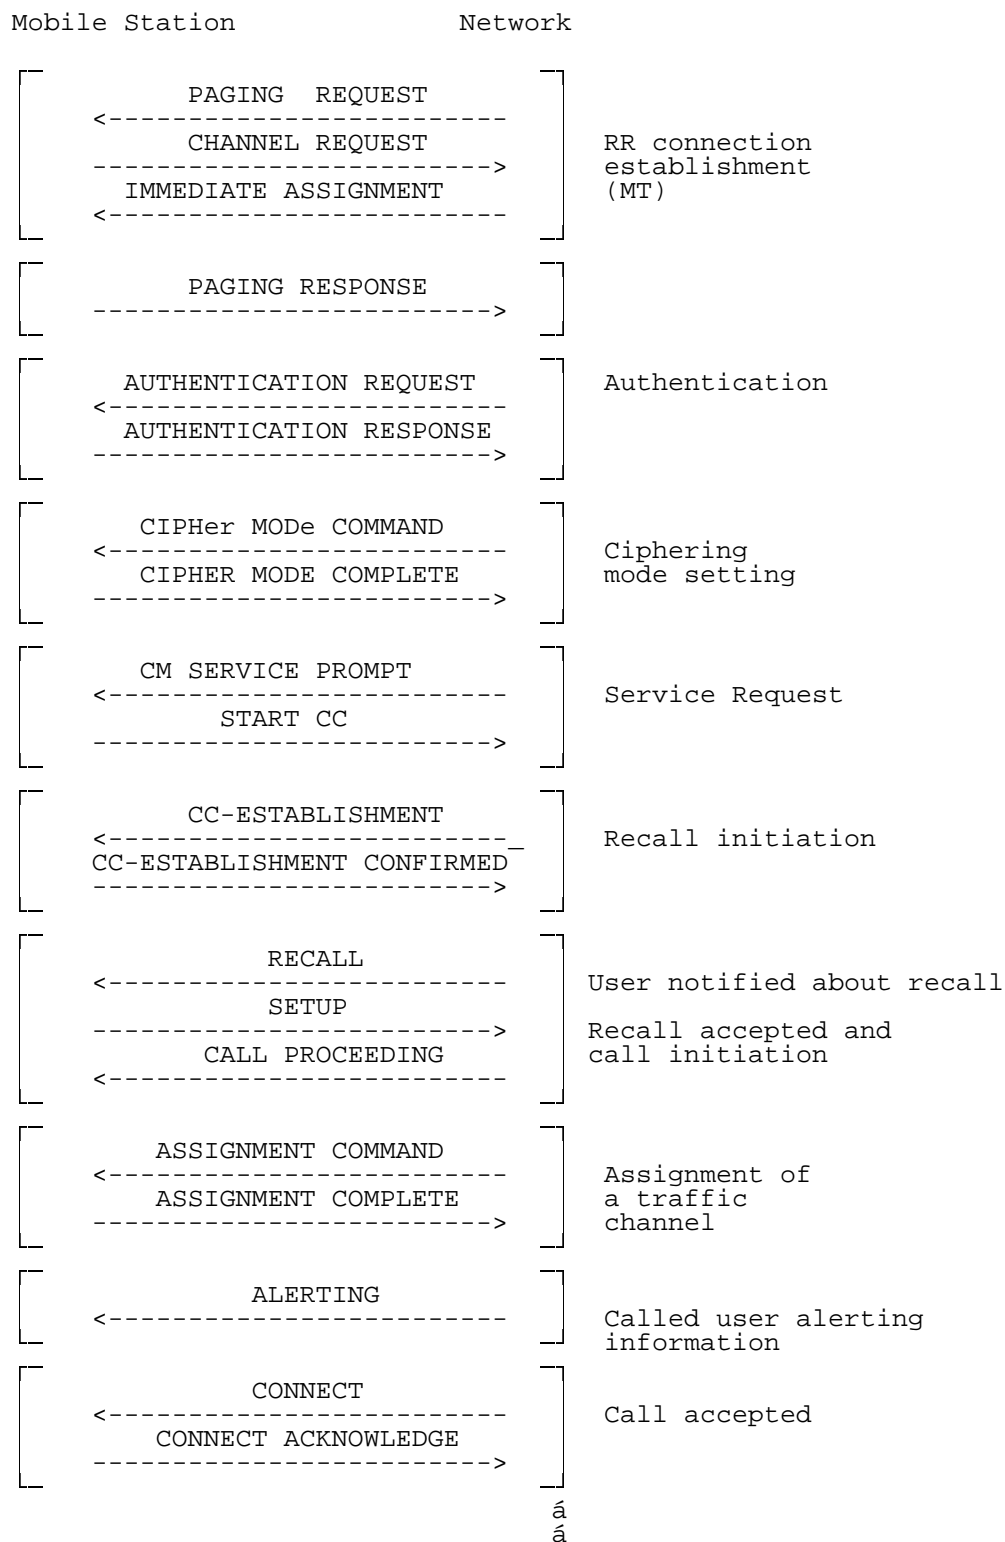 Mobile Station Network
PAGING  REQUEST
<-------------------------
CHANNEL REQUEST RR connection
-------------------------> establishment
IMMEDIATE ASSIGNMENT (MT)
<-------------------------
PAGING RESPONSE
------------------------->
AUTHENTICATION REQUEST Authentication
<-------------------------
AUTHENTICATION RESPONSE
------------------------->
CIPHer MODe COMMAND
<------------------------- Ciphering
CIPHER MODE COMPLETE mode setting
------------------------->
CM SERVICE PROMPT
<------------------------- Service Request
START CC
------------------------->
CC-ESTABLISHMENT
<-------------------------_ Recall initiation
CC-ESTABLISHMENT CONFIRMED
------------------------->
RECALL
<------------------------- User notified about recall
SETUP
-------------------------> Recall accepted and
CALL PROCEEDING call initiation
<-------------------------
ASSIGNMENT COMMAND
<------------------------- Assignment of
ASSIGNMENT COMPLETE a traffic
-------------------------> channel
ALERTING
<------------------------- Called user alerting
information
CONNECT
<------------------------- Call accepted
CONNECT ACKNOWLEDGE
------------------------->
á
á